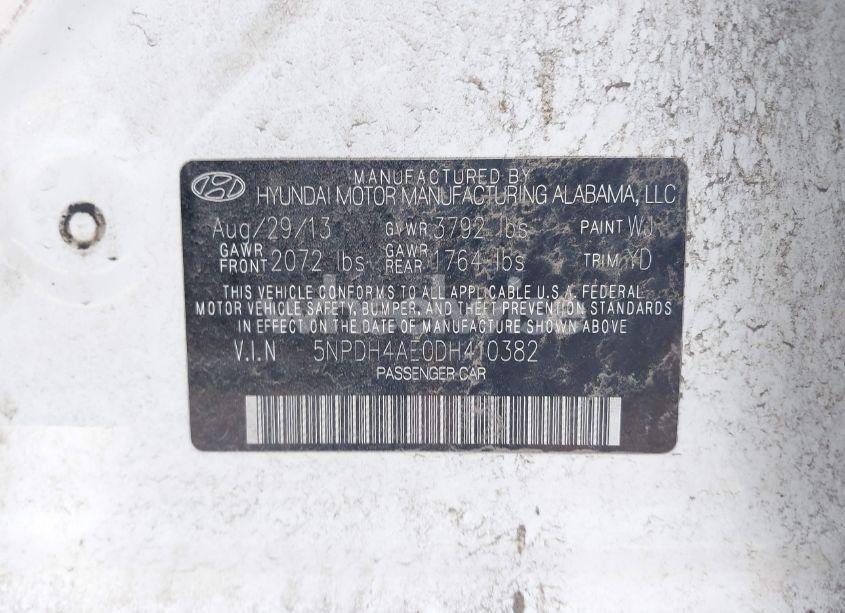 MANUFACTURED BY
HYUNDAI MOTOR MANUFACTURING ALABAMA, LLC
Aug/29/13 GVWR 3792 lbs PAINT WJ
GAWR FRONT 2072 lbs GAWR REAR 1764 lbs TRIM YD
THIS VEHICLE CONFORMS TO ALL APPLICABLE U.S.A. FEDERAL
MOTOR VEHICLE SAFETY, BUMPER, AND THEFT PREVENTION STANDARDS
IN EFFECT ON THE DATE OF MANUFACTURE SHOWN ABOVE
V.I.N 5NPDH4AE0DH410382
PASSENGER CAR